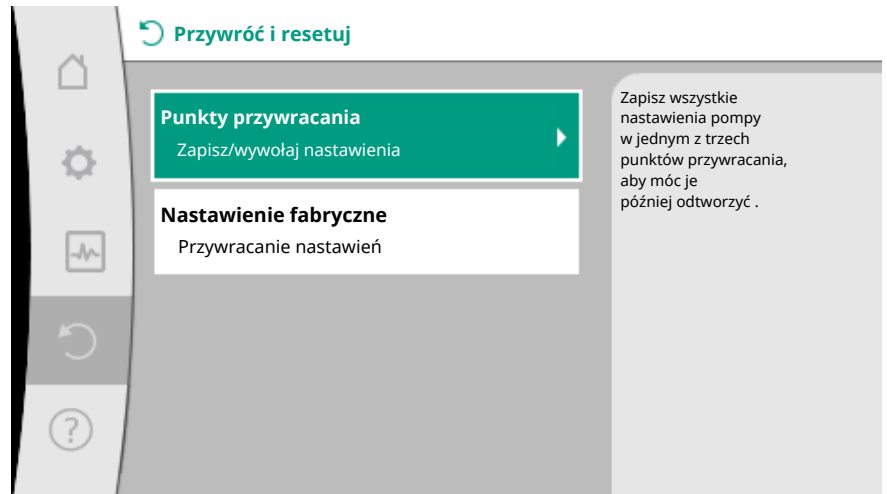 Przywróć i resetuj
Punkty przywracania
Zapisz/wywołaj nastawienia
Nastawienie fabryczne
Przywracanie nastawień
Zapisz wszystkie
nastawienia pompy
w jednym z trzech
punktów przywracania,
aby móc je
później odtworzyć .
?